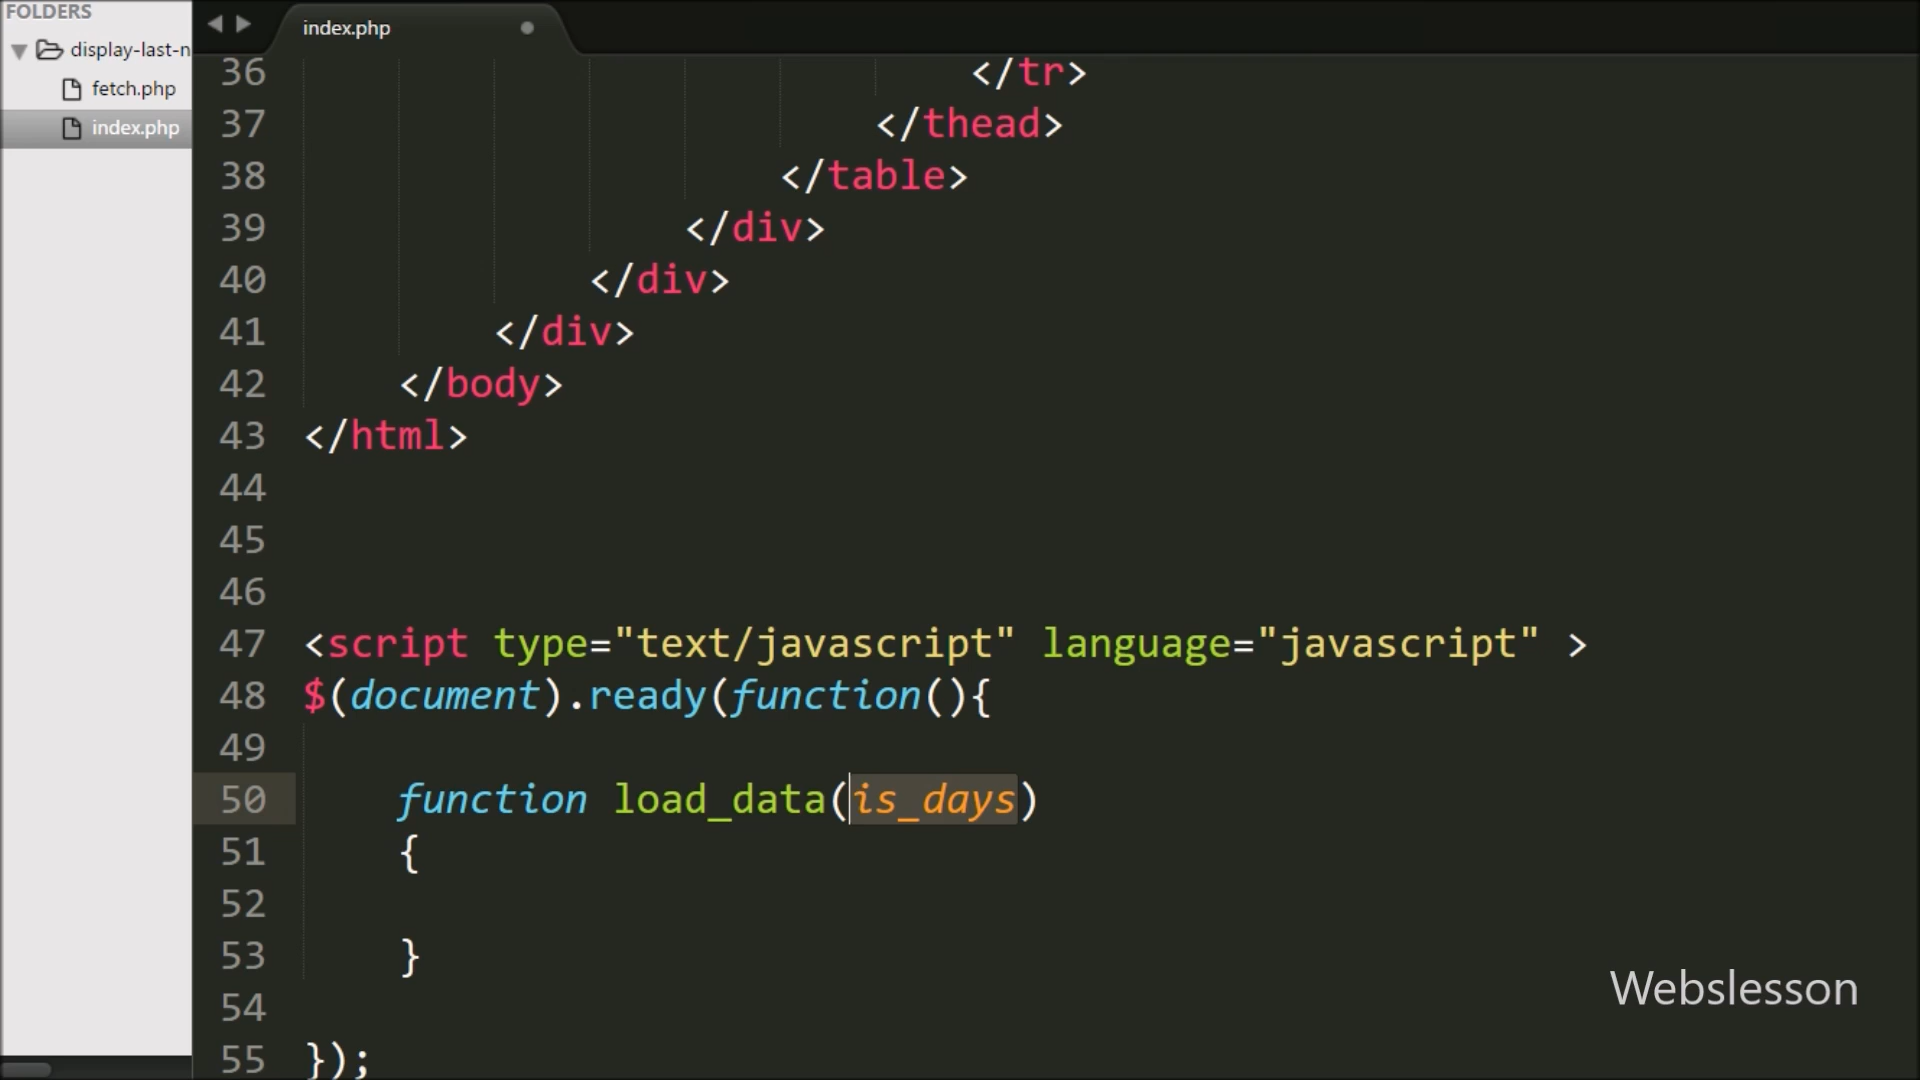 FOLDERS
display-last-n
fetch.php
index.php
index.php
36 </tr>
37 </thead>
38 </table>
39 </div>
40 </div>
41 </div>
42 </body>
43 </html>
44
45
46
47 <script type="text/javascript" language="javascript" >
48 $(document).ready(function(){
49
50 function load_data(is_days)
51 {
52
53 }
54
55 });
Webslesson